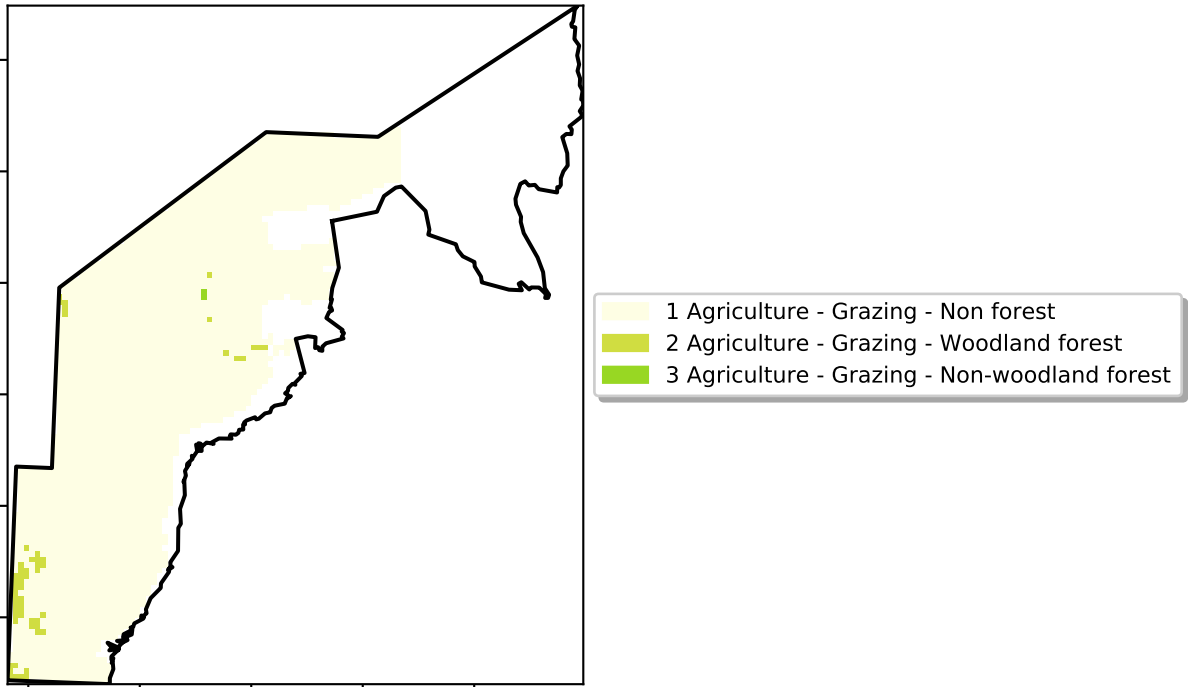 1 Agriculture - Grazing - Non forest
2 Agriculture - Grazing - Woodland forest
3 Agriculture - Grazing - Non-woodland forest